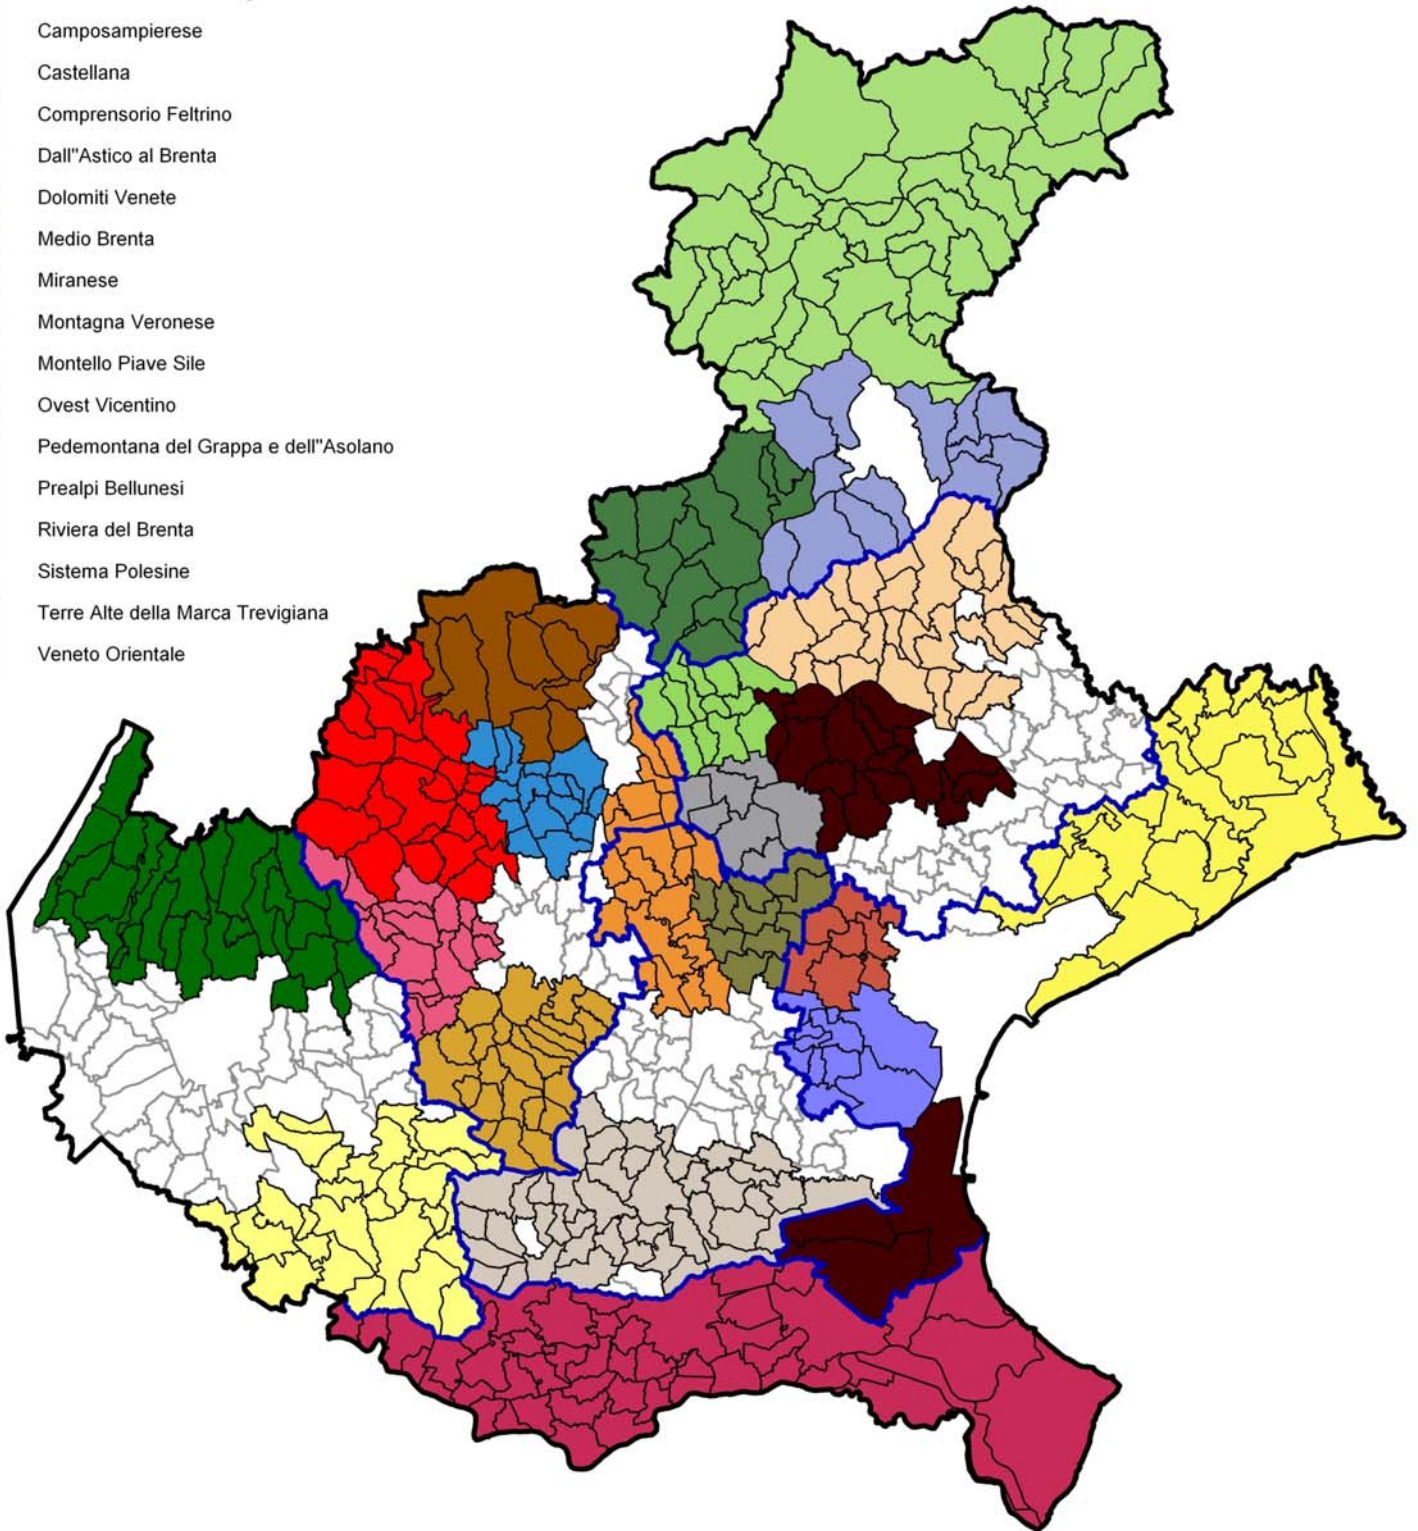 Camposampierese
Castellana
Comprensorio Feltrino
Dall"Astico al Brenta
Dolomiti Venete
Medio Brenta
Miranese
Montagna Veronese
Montello Piave Sile
Ovest Vicentino
Pedemontana del Grappa e dell"Asolano
Prealpi Bellunesi
Riviera del Brenta
Sistema Polesine
Terre Alte della Marca Trevigiana
Veneto Orientale